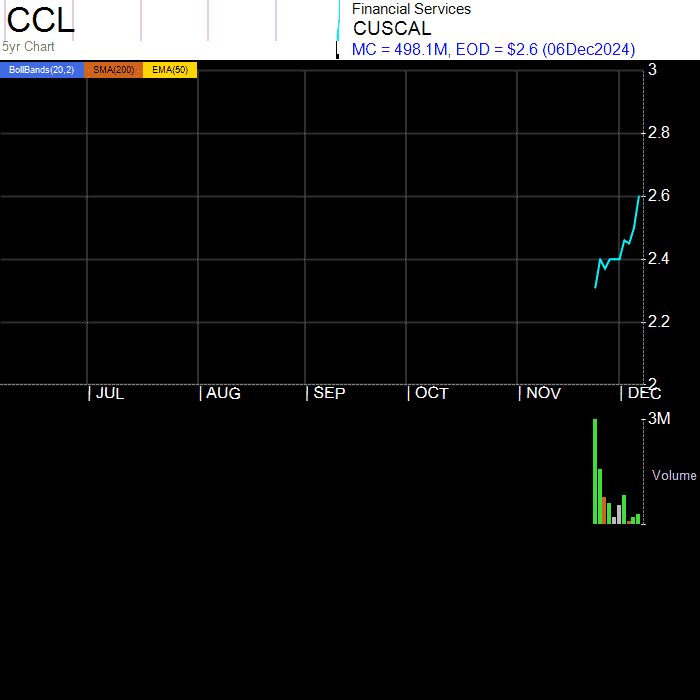 CCL
5yr Chart
Financial Services
CUSCAL
MC = 498.1M, EOD = $2.6 (06Dec2024)
BollBands(20,2) SMA(200) EMA(50)
3
2.8
2.6
2.4
2.2
2
| JUL | AUG | SEP | OCT | NOV | DEC
3M
Volume